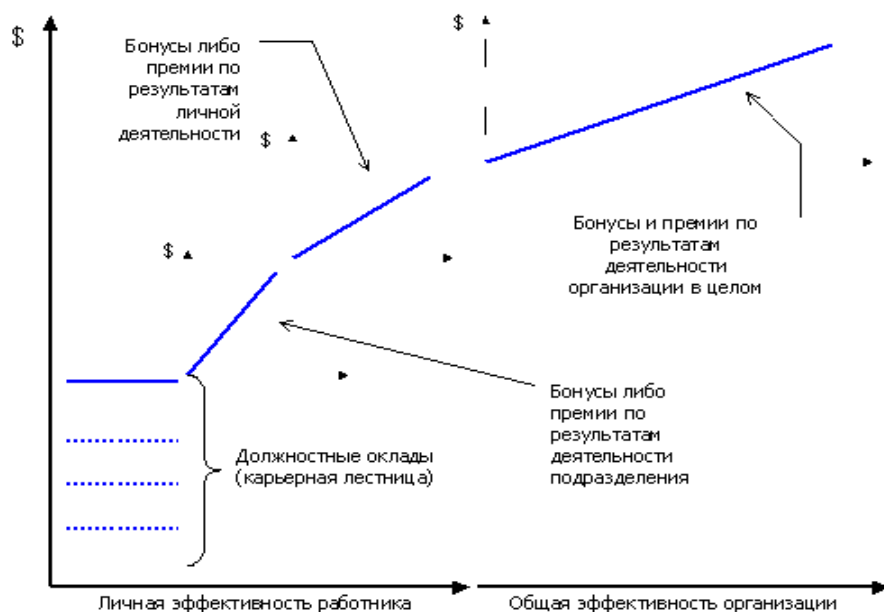 $
Бонусы либо
премии по
результатам
личной
деятельности
$
$
$
Бонусы и премии по
результатам
деятельности
организации в целом
Бонусы либо
премии по
результатам
деятельности
подразделения
Должностные оклады
(карьерная лестница)
Личная эффективность работника
Общая эффективность организации